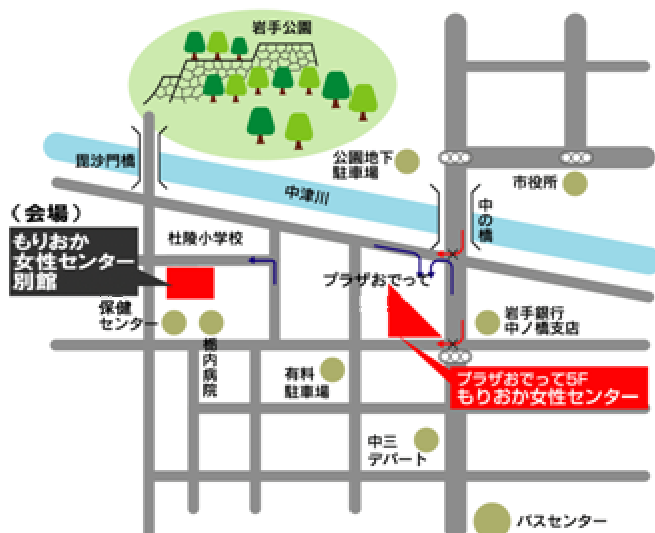 岩手公園
毘沙門橋
公園地下
駐車場
中津川
市役所
中の橋
(会場)
もりおか
女性センター
別館
杜陵小学校
プラザおでって
保健
センター
栃内病院
岩手銀行
中ノ橋支店
有料
駐車場
プラザおでって5F
もりおか女性センター
中三
デパート
バスセンター